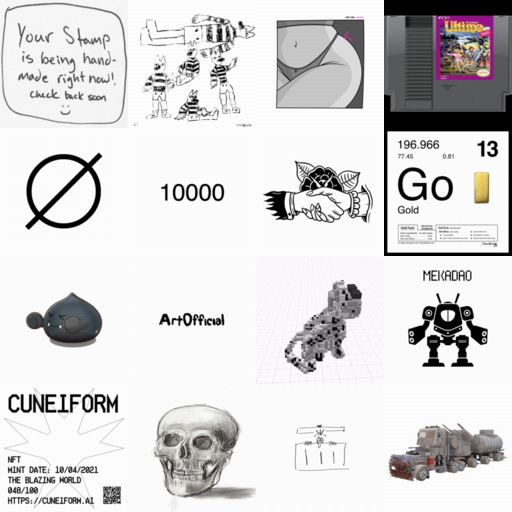 Your Stamp
is being hand-
made right now!
check back soon
Ultima
10000
196.966
77.45
0.81
13
Go
Gold
ArtOfficial
MEKADAO
CUNEIFORM
NFT
MINT DATE: 10/04/2021
THE BLAZING WORLD
048/100
HTTPS://CUNEIFORM.AI